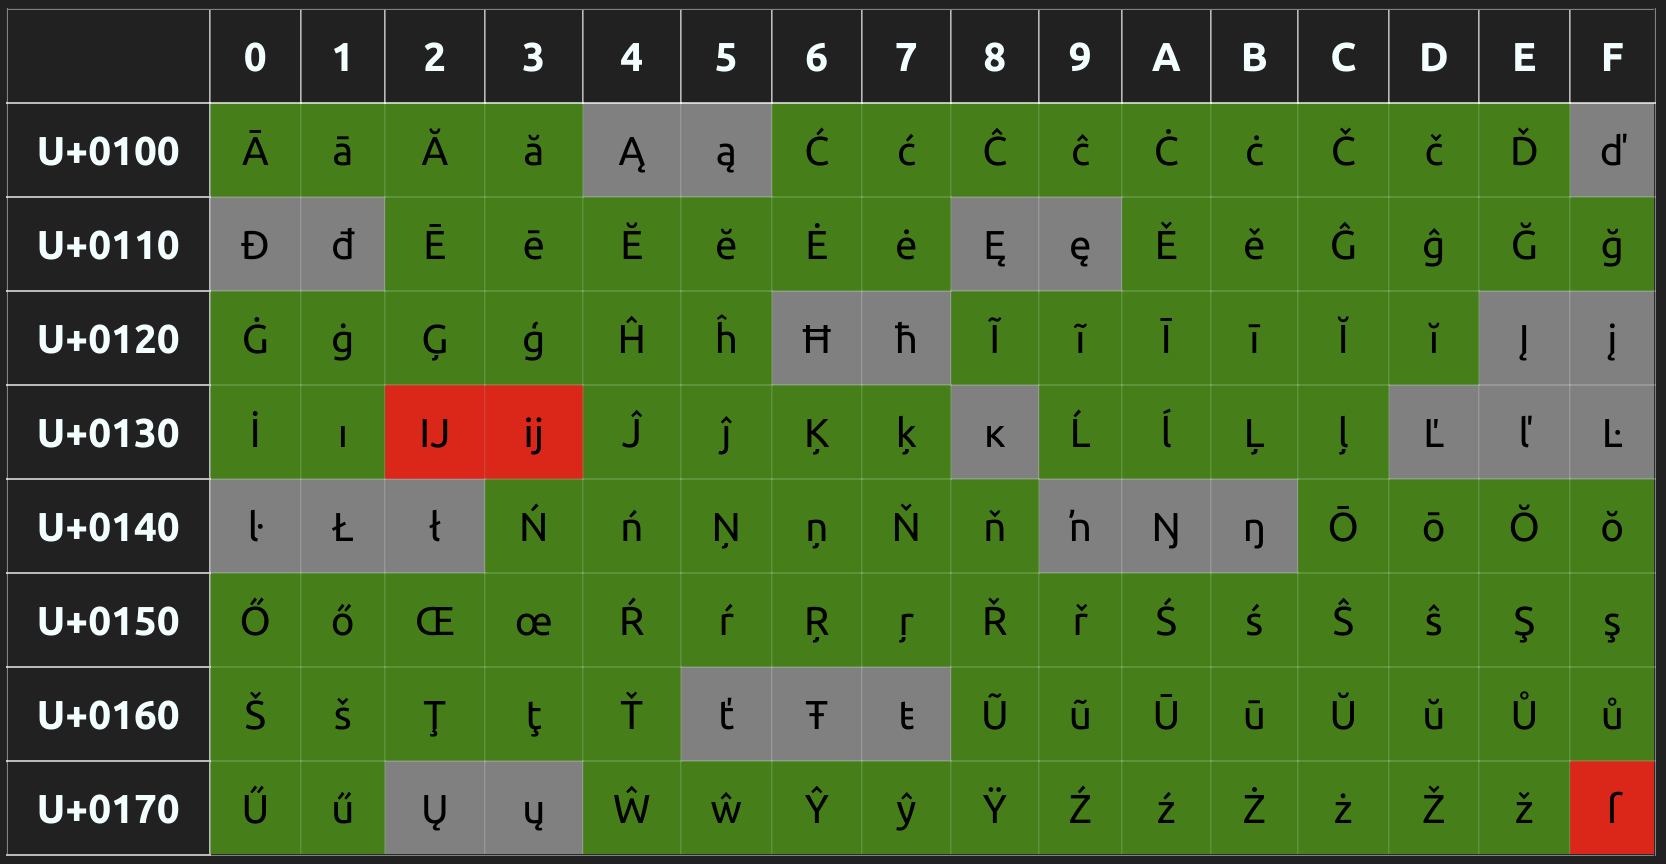 0 1 2 3 4 5 6 7 8 9 A B C D E F
U+0100 Ā ā Ă ă Ą ą Ć ć Ĉ ĉ Ċ ċ Č č Ď ď
U+0110 Đ đ Ē ē Ĕ ĕ Ė ė Ę ę Ě ě Ĝ ĝ Ğ ğ
U+0120 Ġ ġ Ģ ģ Ĥ ĥ Ħ ħ Ĩ ĩ Ī ī Ĭ ĭ Į į
U+0130 İ ı IJ ij Ĵ ĵ Ķ ķ ĸ Ĺ ĺ Ļ ļ Ľ ľ Ŀ
U+0140 ŀ Ł ł Ń ń Ņ ņ Ň ň ŉ Ŋ ŋ Ō ō Ŏ ŏ
U+0150 Ő ő Œ œ Ŕ ŕ Ŗ ŗ Ř ř Ś ś Ŝ ŝ Ş ş
U+0160 Š š Ţ ţ Ť ť Ŧ ŧ Ũ ũ Ū ū Ŭ ŭ Ů ů
U+0170 Ű ű Ų ų Ŵ ŵ Ŷ ŷ Ÿ Ź ź Ż ż Ž ž ſ